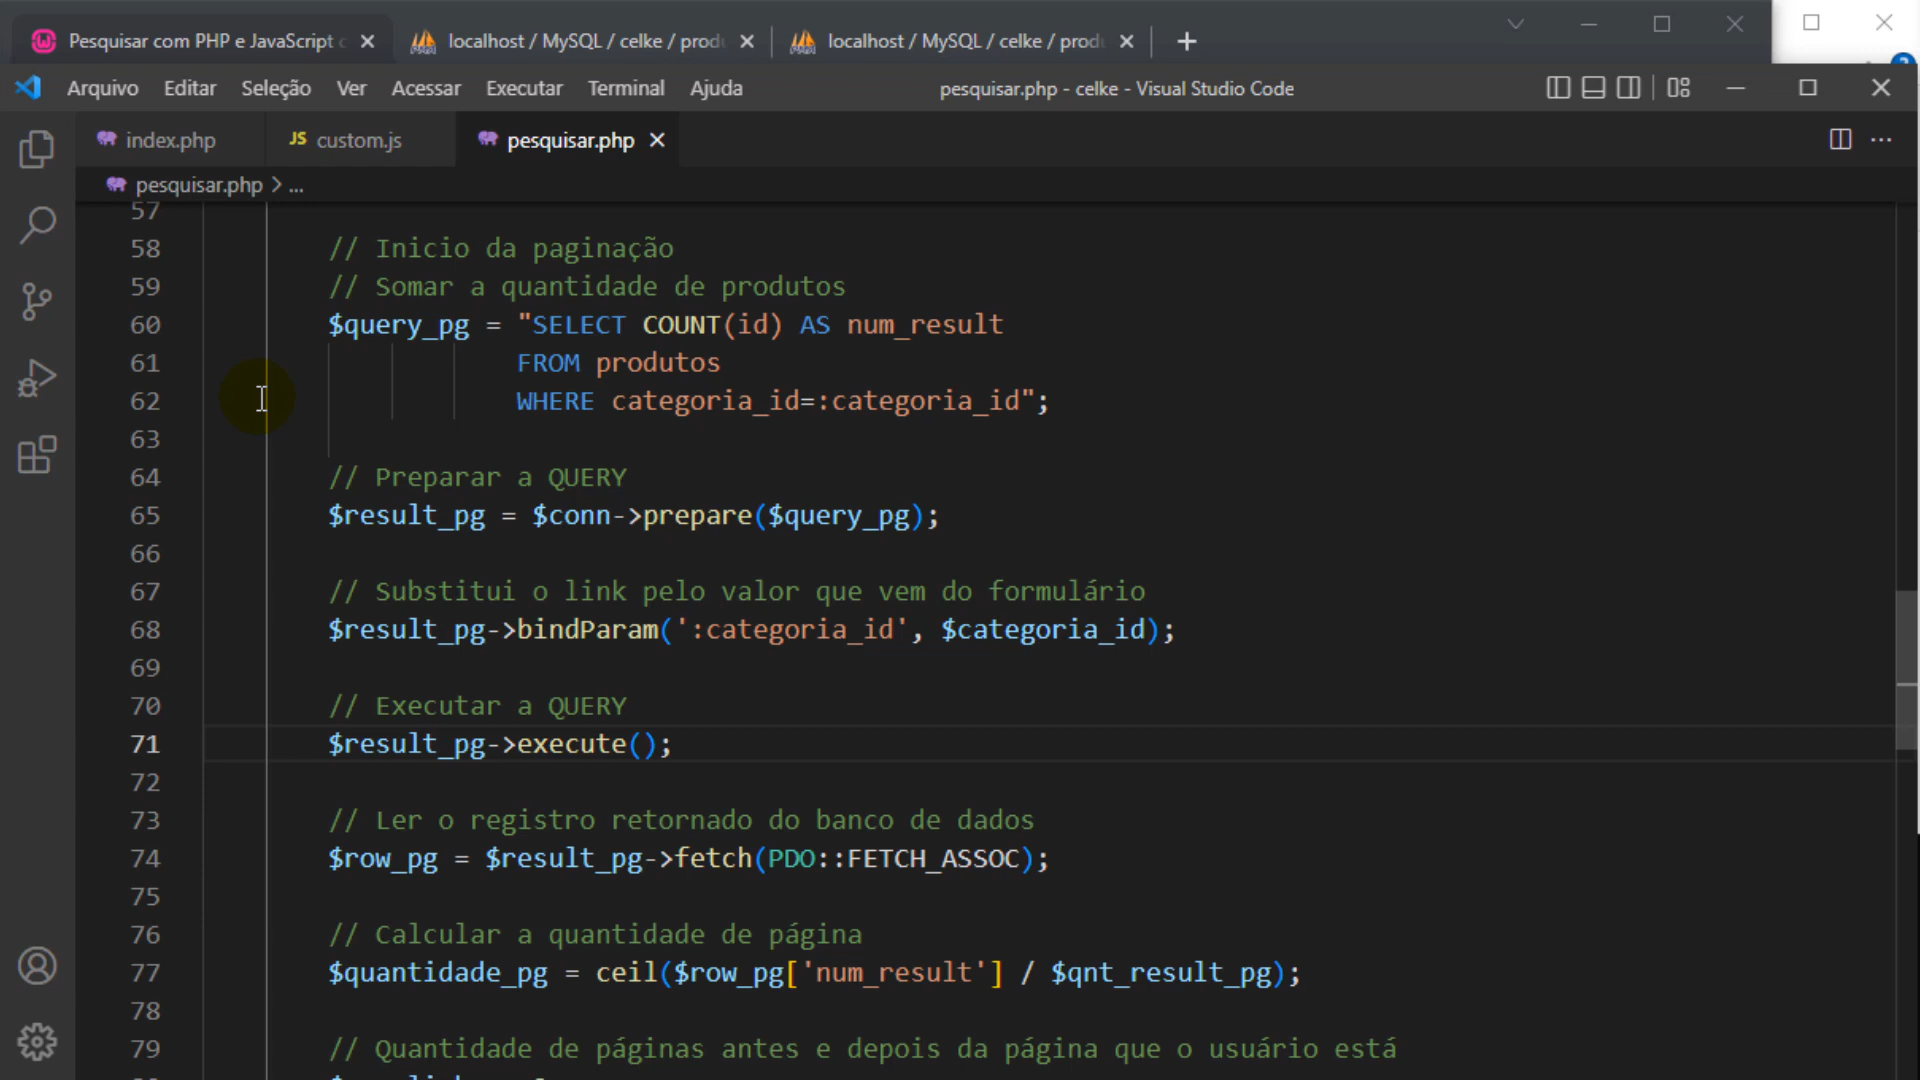 Pesquisar com PHP e JavaScript
localhost / MySQL / celke / prod
localhost / MySQL / celke / prod
Arquivo Editar Seleção Ver Acessar Executar Terminal Ajuda
pesquisar.php - celke - Visual Studio Code
index.php
JS custom.js
pesquisar.php
pesquisar.php > ...
57
58 // Inicio da paginação
59 // Somar a quantidade de produtos
60 $query_pg = "SELECT COUNT(id) AS num_result
61 FROM produtos
62 WHERE categoria_id=:categoria_id";
63
64 // Preparar a QUERY
65 $result_pg = $conn->prepare($query_pg);
66
67 // Substitui o link pelo valor que vem do formulário
68 $result_pg->bindParam(':categoria_id', $categoria_id);
69
70 // Executar a QUERY
71 $result_pg->execute();
72
73 // Ler o registro retornado do banco de dados
74 $row_pg = $result_pg->fetch(PDO::FETCH_ASSOC);
75
76 // Calcular a quantidade de página
77 $quantidade_pg = ceil($row_pg['num_result'] / $qnt_result_pg);
78
79 // Quantidade de páginas antes e depois da página que o usuário está